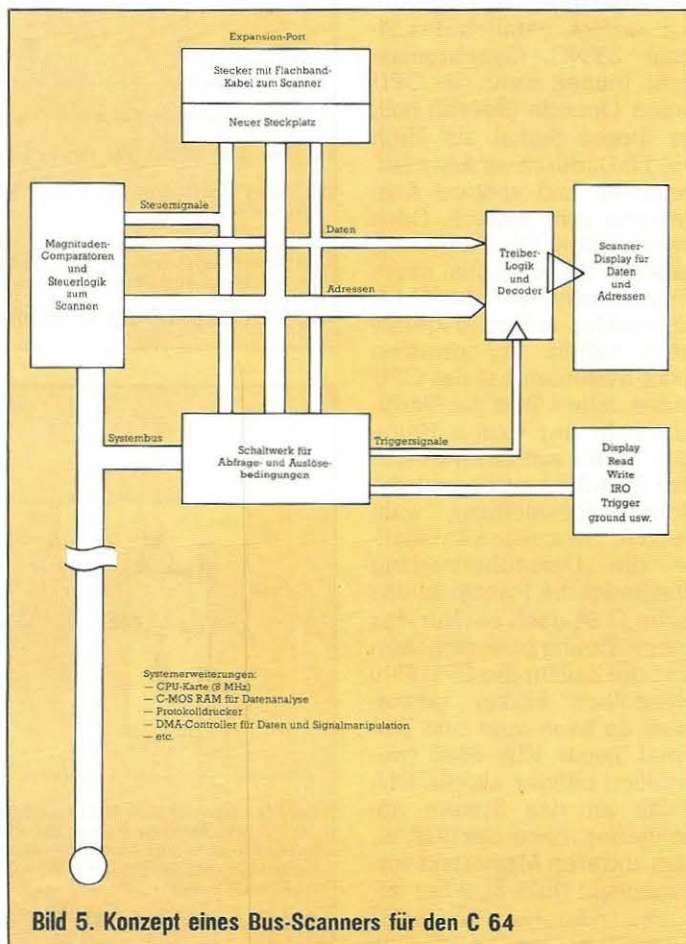 Expansion-Port
Stecker mit Flachband-
Kabel zum Scanner
Neuer Steckplatz
Steuersignale
Magnituden-
Comparatoren
und
Steuerlogik
zum
Scannen
Daten
Adressen
Treiber-
Logik
und
Decoder
Scanner-
Display für
Daten
und
Adressen
Systembus
Schaltwerk für
Abfrage- und Auslöse-
bedingungen
Triggersignale
Display
Read
Write
IRO
Trigger
ground usw.
Systemerweiterungen:
— CPU-Karte (8 MHz)
— C-MOS RAM für Datenanalyse
— Protokolldrucker
— DMA-Controller für Daten und Signalmanipulation
— etc.
Bild 5. Konzept eines Bus-Scanners für den C 64